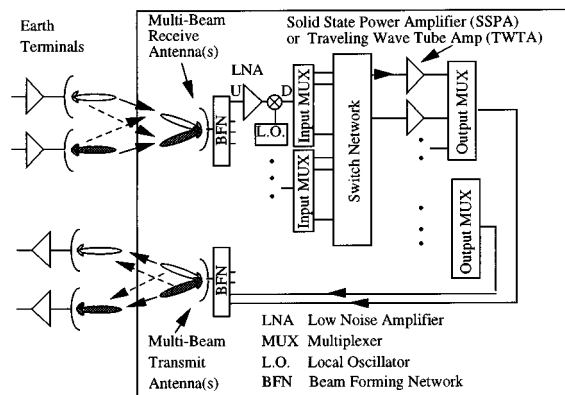 Earth
Terminals
Multi-Beam
Receive
Antenna(s)
Solid State Power Amplifier (SSPA)
or Traveling Wave Tube Amp (TWTA)
LNA
U
D
L.O.
BFN
Input MUX
Input MUX
Switch Network
Output MUX
Output MUX
BFN
Multi-Beam
Transmit
Antenna(s)
LNA Low Noise Amplifier
MUX Multiplexer
L.O. Local Oscillator
BFN Beam Forming Network